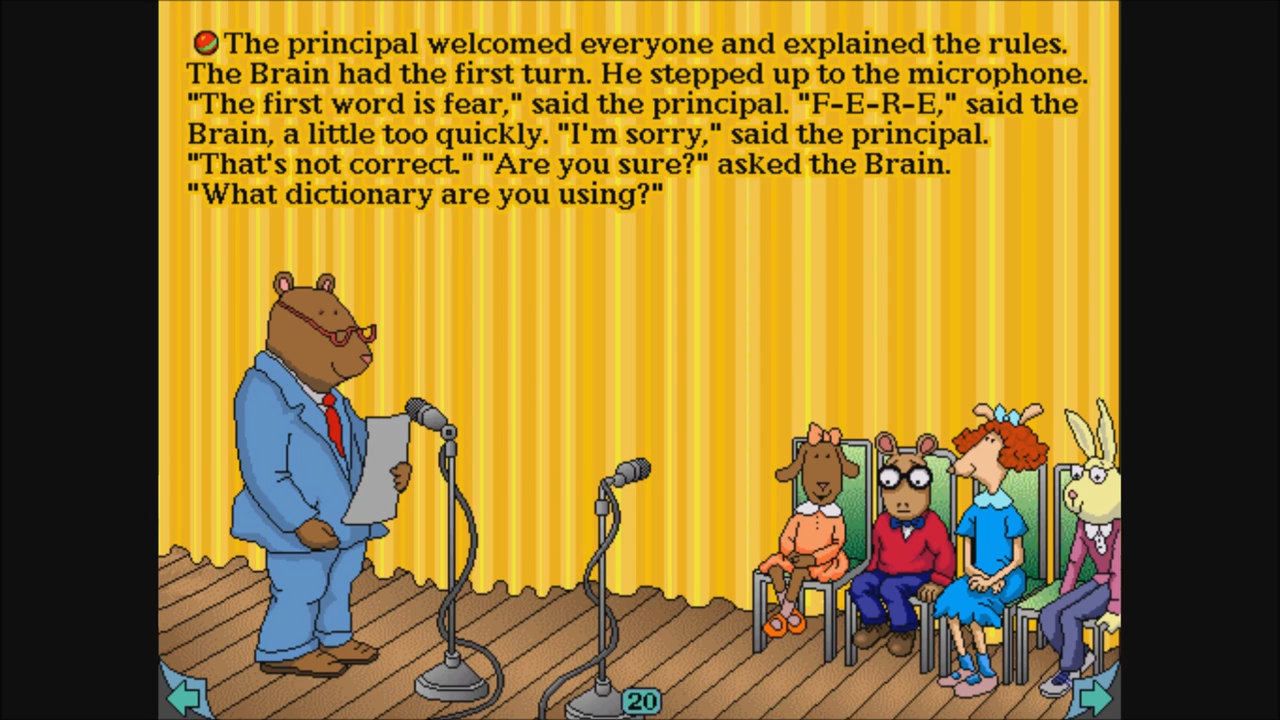 The principal welcomed everyone and explained the rules.
The Brain had the first turn. He stepped up to the microphone.
"The first word is fear," said the principal. "F-E-R-E," said the
Brain, a little too quickly. "I'm sorry," said the principal.
"That's not correct." "Are you sure?" asked the Brain.
"What dictionary are you using?"
20